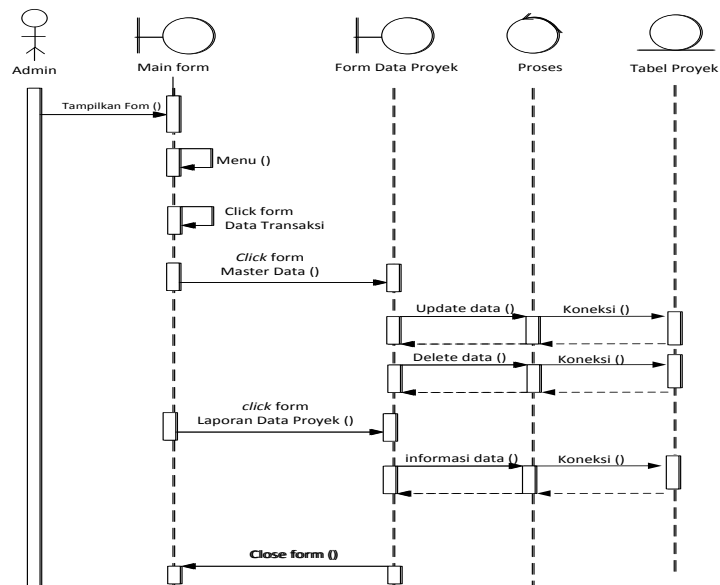 Admin
Main form
Form Data Proyek
Proses
Tabel Proyek
Tampilkan Fom ()
Menu ()
Click form
Data Transaksi
Click form
Master Data ()
Update data ()
Koneksi ()
Delete data ()
Koneksi ()
click form
Laporan Data Proyek ()
informasi data ()
Koneksi ()
Close form ()